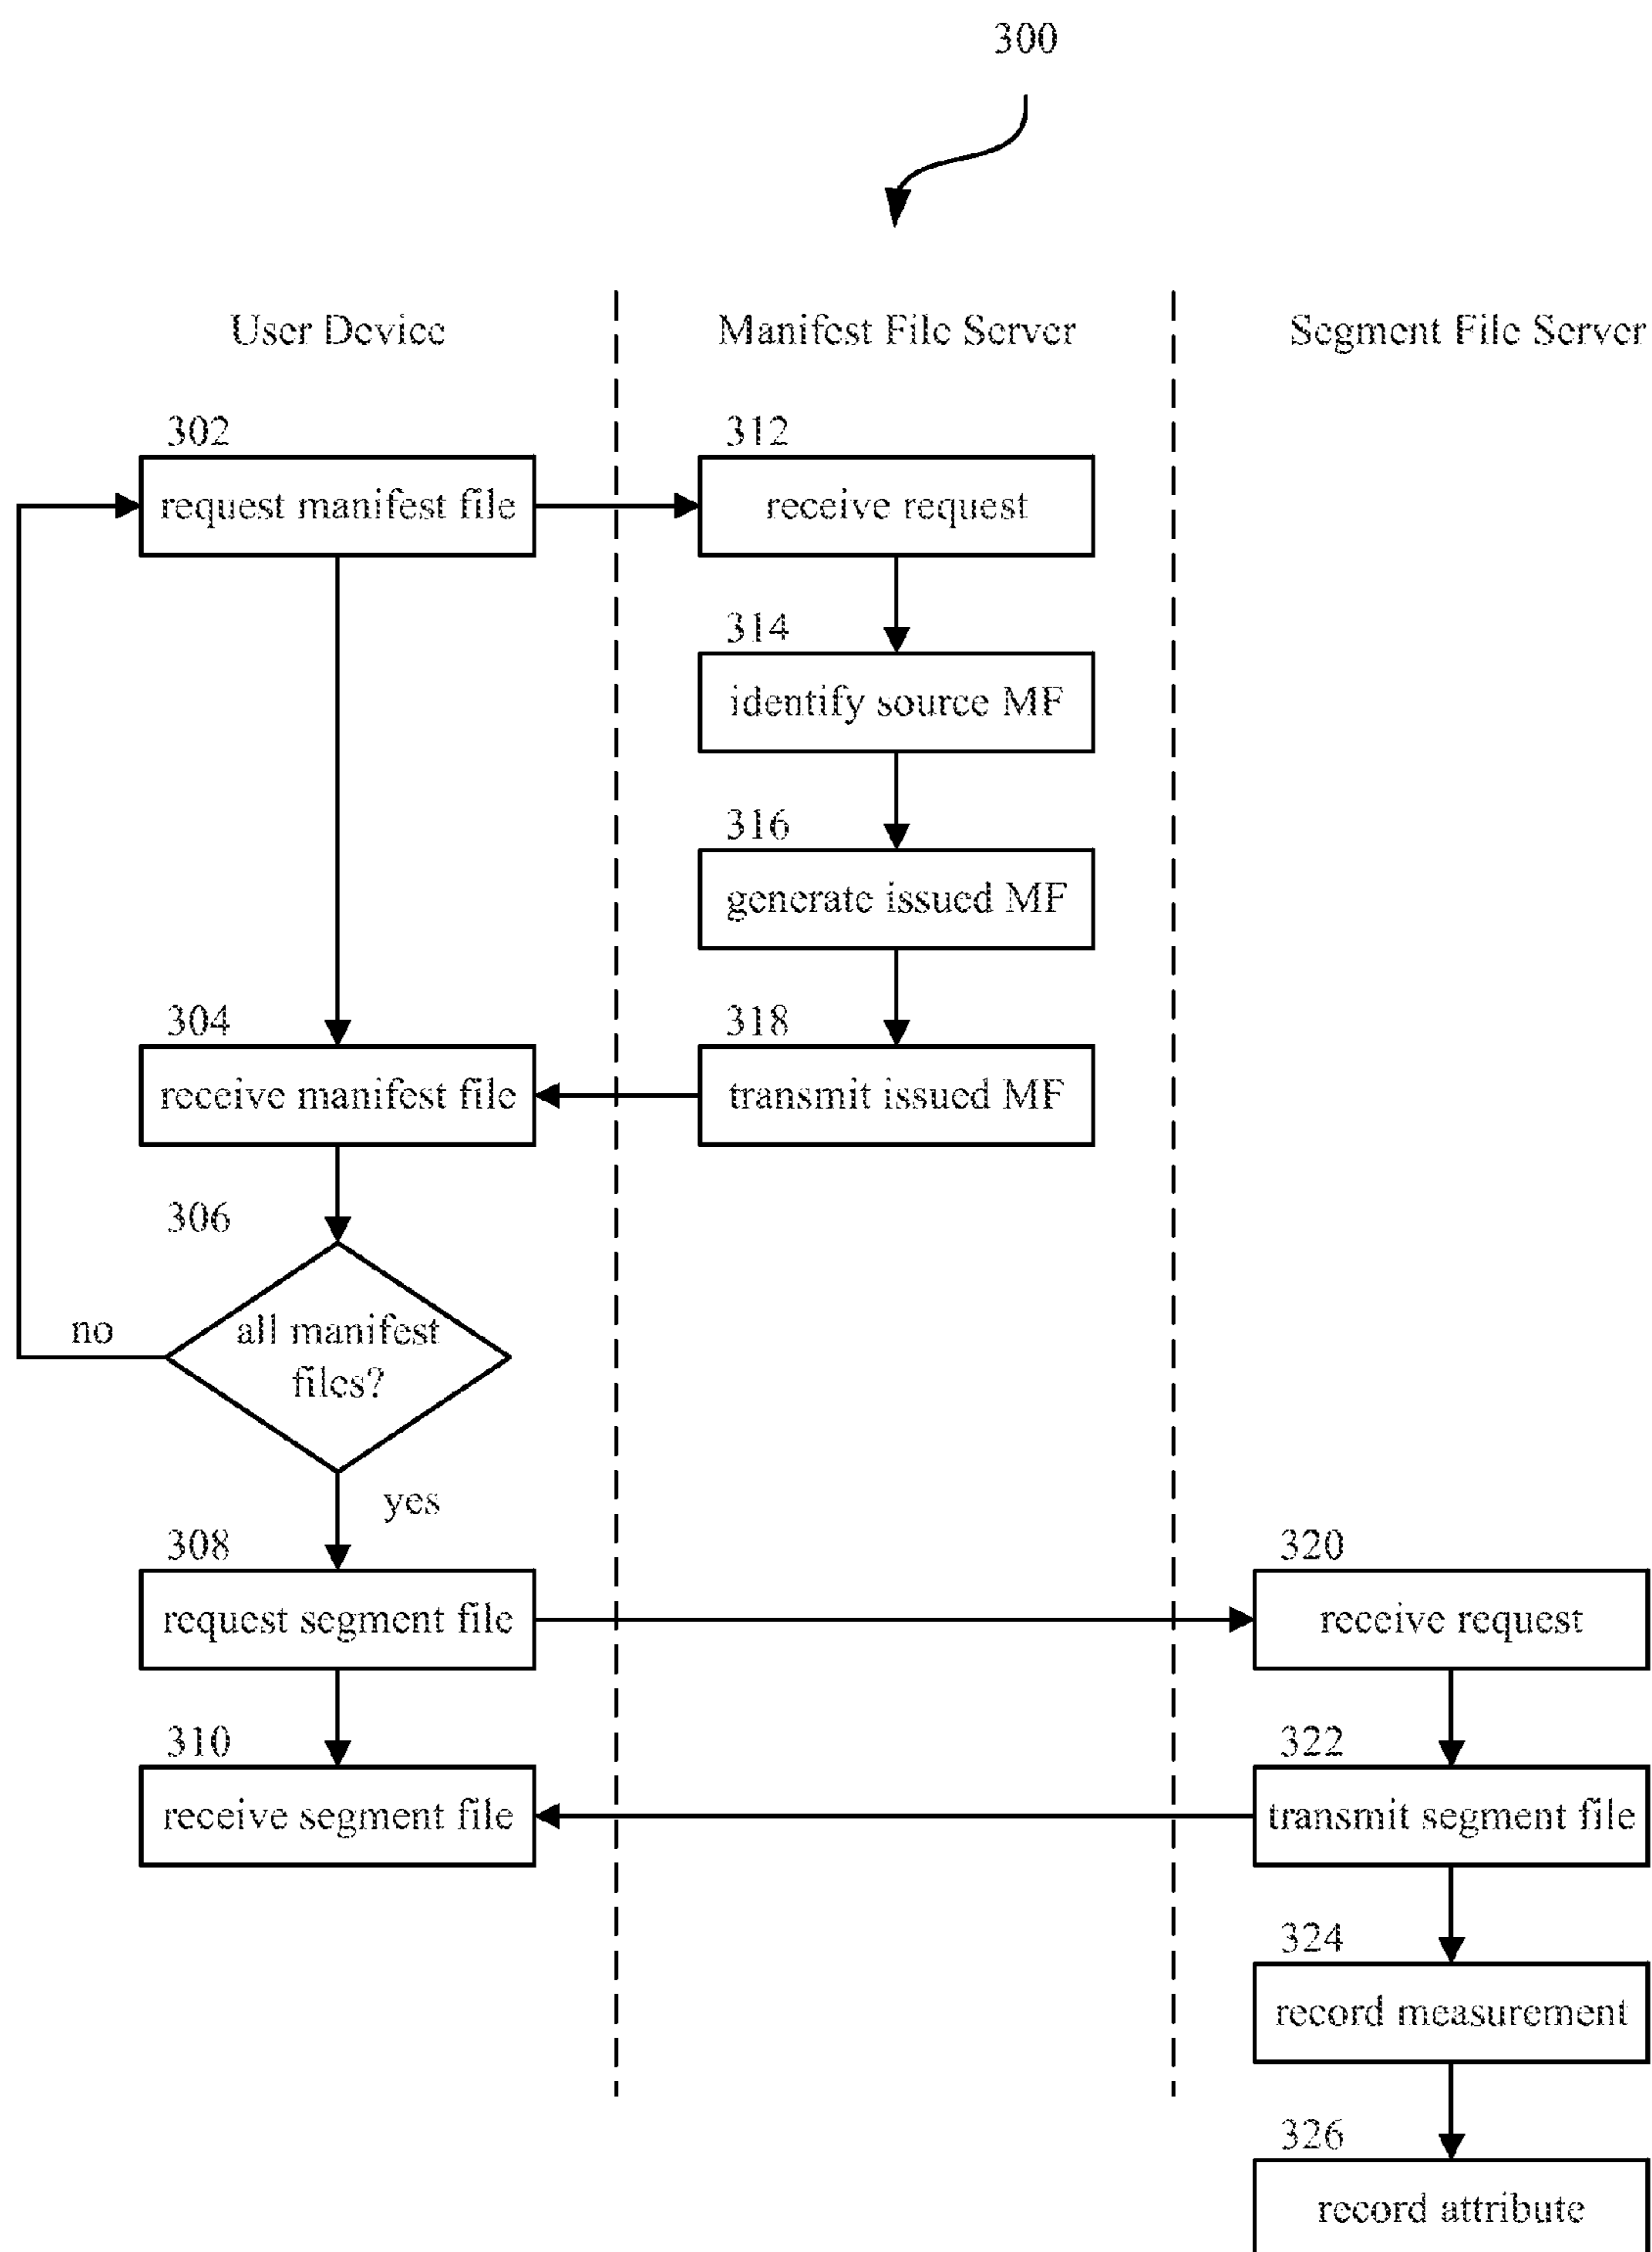 300
User Device
Manifest File Server
Segment File Server
302
request manifest file
312
receive request
314
identify source MF
316
generate issued MF
304
receive manifest file
318
transmit issued MF
306
all manifest
files?
no
yes
308
request segment file
320
receive request
310
receive segment file
322
transmit segment file
324
record measurement
326
record attribute